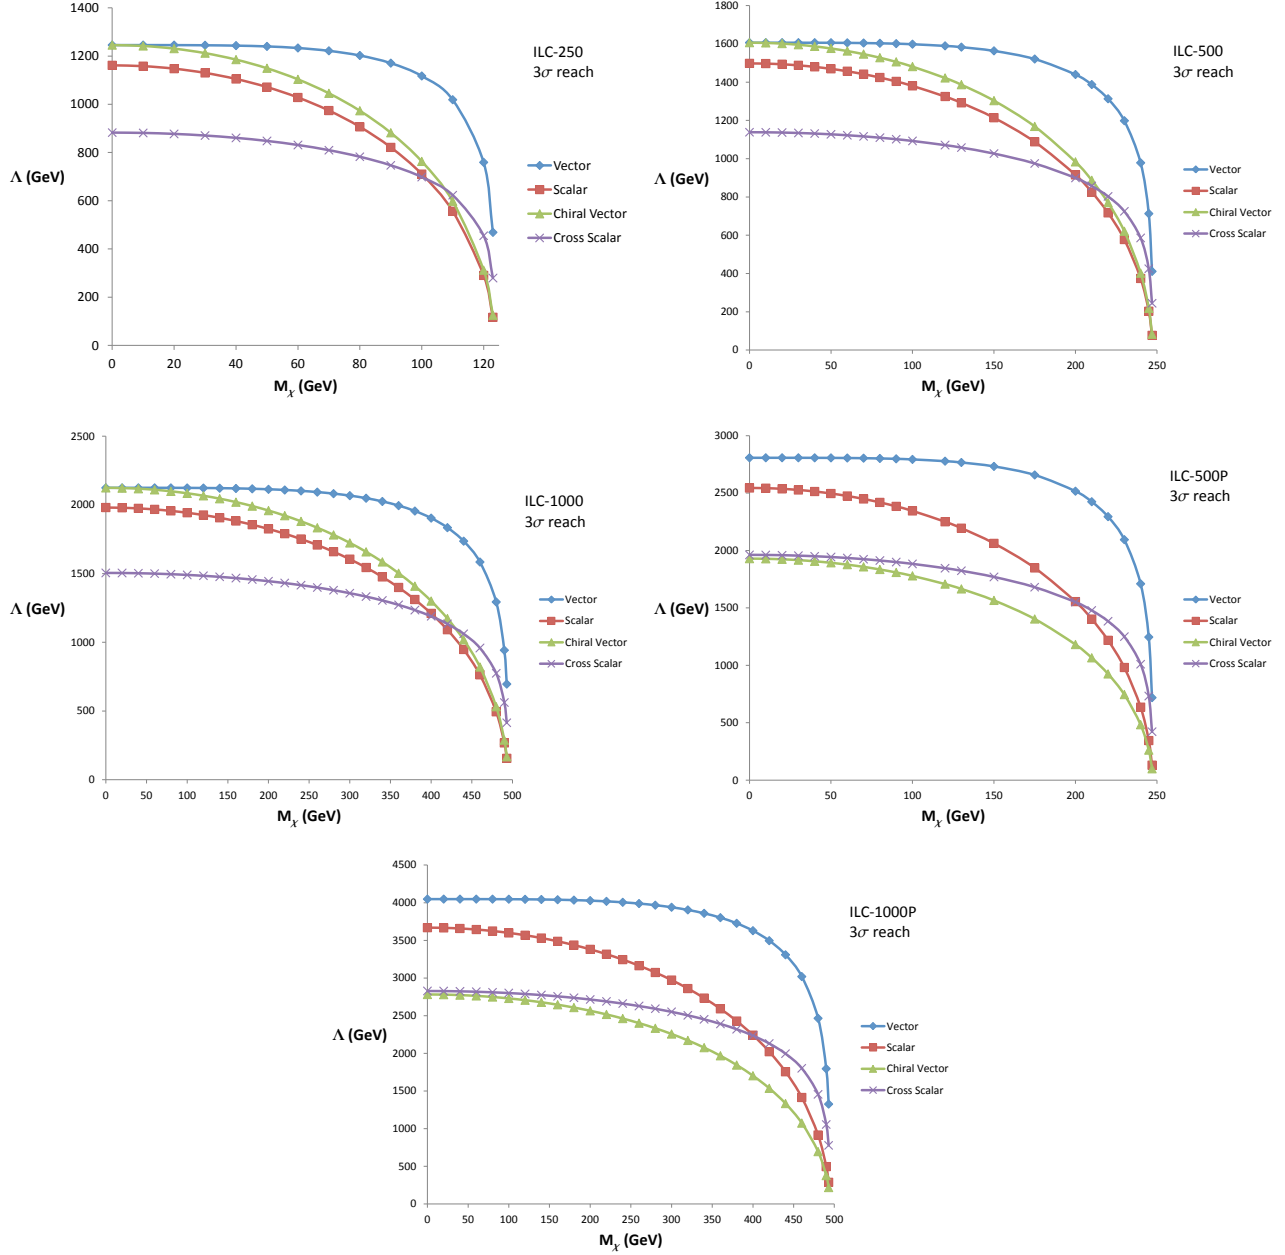 1400
1200
1000
800
600
400
200
0
0 20 40 60 80 100 120
Λ (GeV)
M𝜒 (GeV)
ILC-250
3σ reach
Vector
Scalar
Chiral Vector
Cross Scalar
1800
1600
1400
1200
1000
800
600
400
200
0
0 50 100 150 200 250
Λ (GeV)
M𝜒 (GeV)
ILC-500
3σ reach
Vector
Scalar
Chiral Vector
Cross Scalar
2500
2000
1500
1000
500
0
0 50 100 150 200 250 300 350 400 450 500
Λ (GeV)
M𝜒 (GeV)
ILC-1000
3σ reach
Vector
Scalar
Chiral Vector
Cross Scalar
3000
2500
2000
1500
1000
500
0
0 50 100 150 200 250
Λ (GeV)
M𝜒 (GeV)
ILC-500P
3σ reach
Vector
Scalar
Chiral Vector
Cross Scalar
4500
4000
3500
3000
2500
2000
1500
1000
500
0
0 50 100 150 200 250 300 350 400 450 500
Λ (GeV)
M𝜒 (GeV)
ILC-1000P
3σ reach
Vector
Scalar
Chiral Vector
Cross Scalar